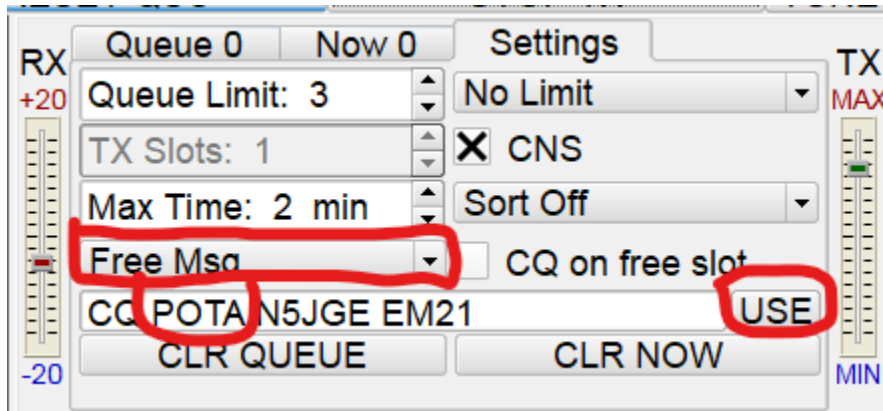 Queue 0 Now 0 Settings
RX TX
+20 Queue Limit: 3 No Limit MAX
TX Slots: 1 CNS
Max Time: 2 min Sort Off
Free Msg CQ on free slot
CQ POTA N5JGE EM21 USE
CLR QUEUE CLR NOW
-20 MIN